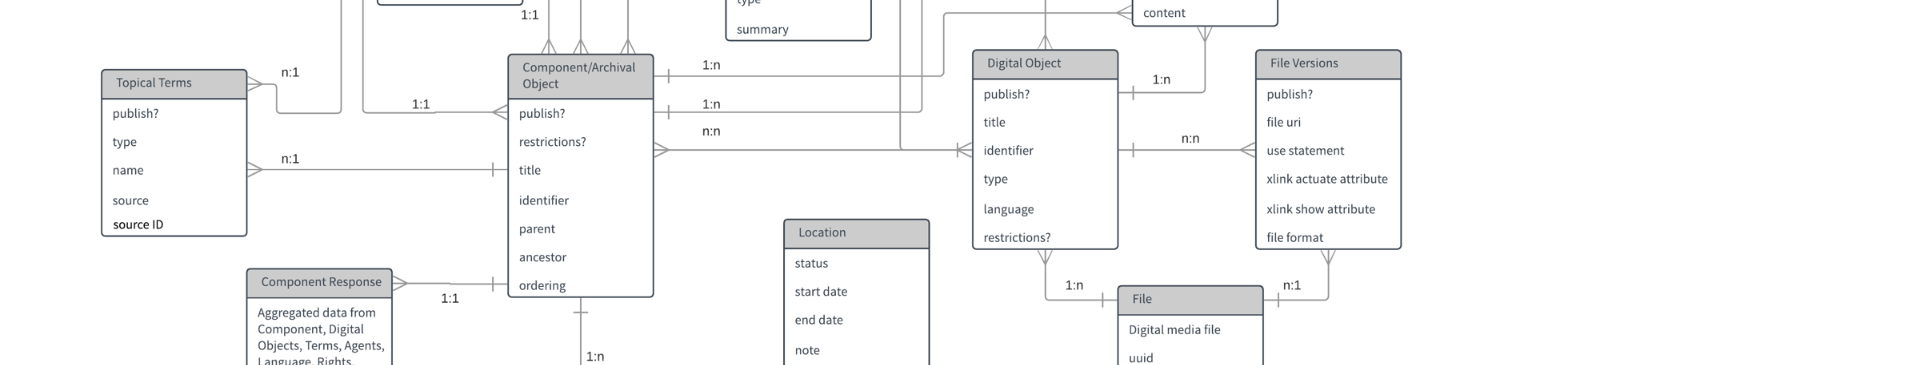 type
summary
1:1
content
Topical Terms
publish?
type
name
source
source ID
n:1
n:1
1:1
Component/Archival
Object
publish?
restrictions?
title
identifier
parent
ancestor
ordering
1:n
1:n
n:n
Digital Object
publish?
title
identifier
type
language
restrictions?
1:n
n:n
File Versions
publish?
file uri
use statement
xlink actuate attribute
xlink show attribute
file format
Location
status
start date
end date
note
Component Response
Aggregated data from
Component, Digital
Objects, Terms, Agents,
Language, Rights,
1:1
1:n
1:n
n:1
File
Digital media file
uuid